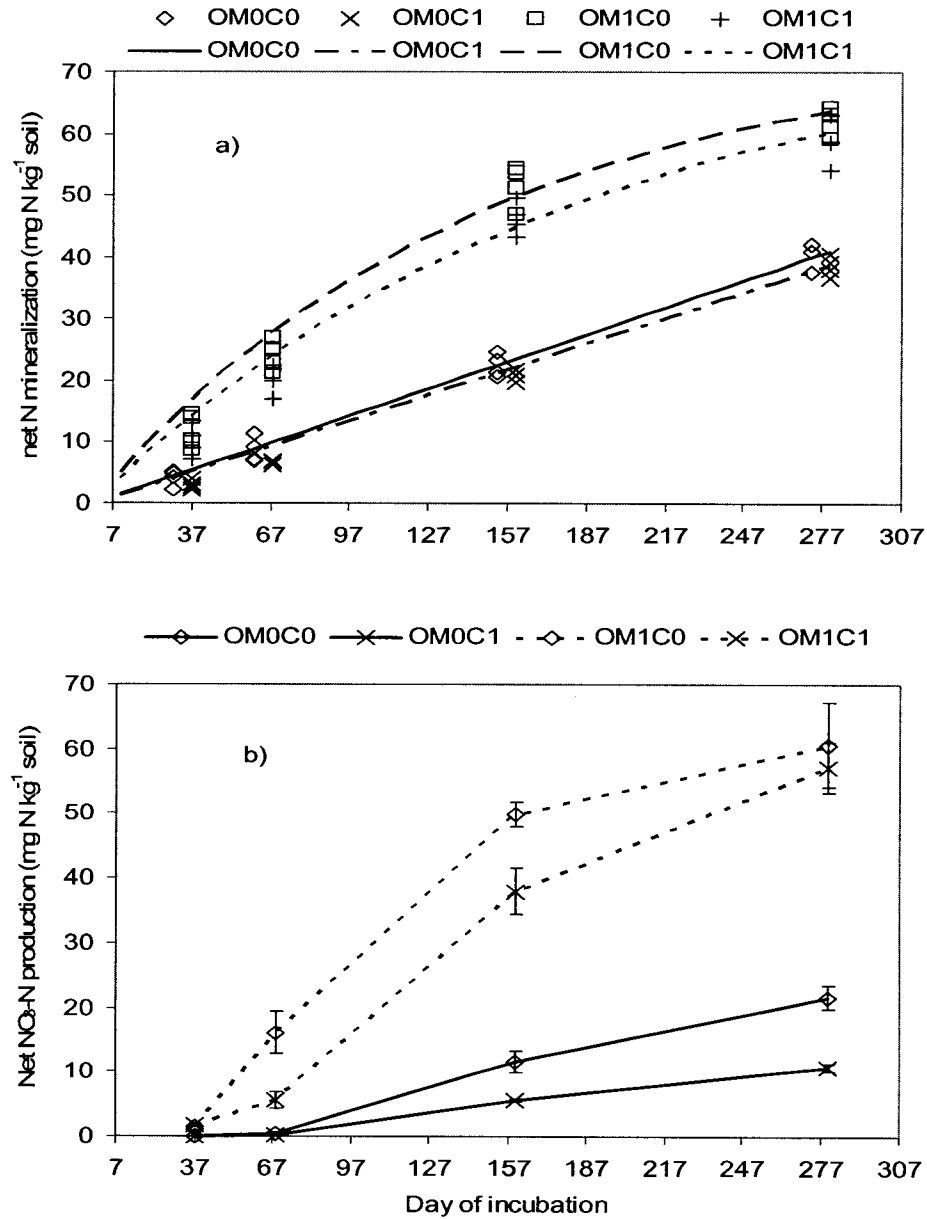 OM0C0 OM0C1 OM1C0 OM1C1
OM0C0 OM0C1 OM1C0 OM1C1
70
60
50
40
30
20
10
0
net N mineralization (mg N kg⁻¹ soil)
a)
7 37 67 97 127 157 187 217 247 277 307
OM0C0 OM0C1 OM1C0 OM1C1
70
60
50
40
30
20
10
0
Net NO₃-N production (mg N kg⁻¹ soil)
b)
7 37 67 97 127 157 187 217 247 277 307
Day of incubation